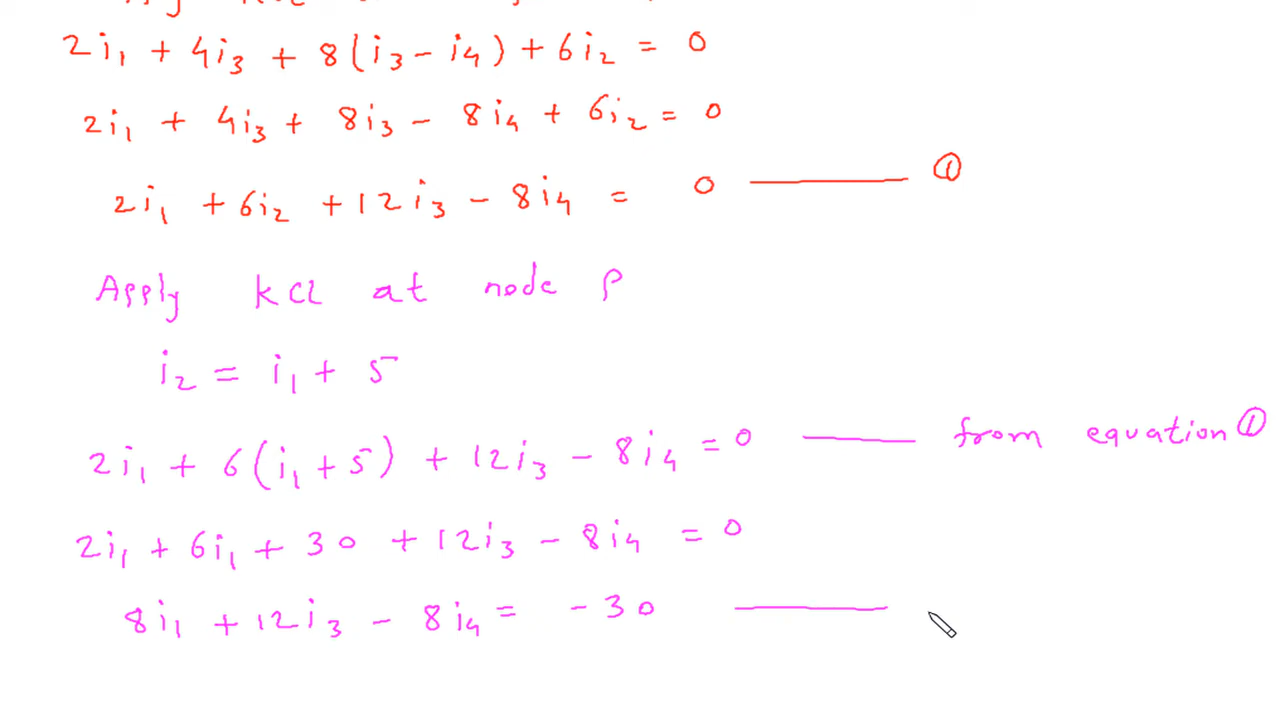 2i₁ + 4i₃ + 8(i₃ - i₄) + 6i₂ = 0
2i₁ + 4i₃ + 8i₃ - 8i₄ + 6i₂ = 0
2i₁ + 6i₂ + 12i₃ - 8i₄ = 0 ——— ①
Apply KCL at node P
i₂ = i₁ + 5
2i₁ + 6(i₁ + 5) + 12i₃ - 8i₄ = 0 ——— from equation ①
2i₁ + 6i₁ + 30 + 12i₃ - 8i₄ = 0
8i₁ + 12i₃ - 8i₄ = -30 ———